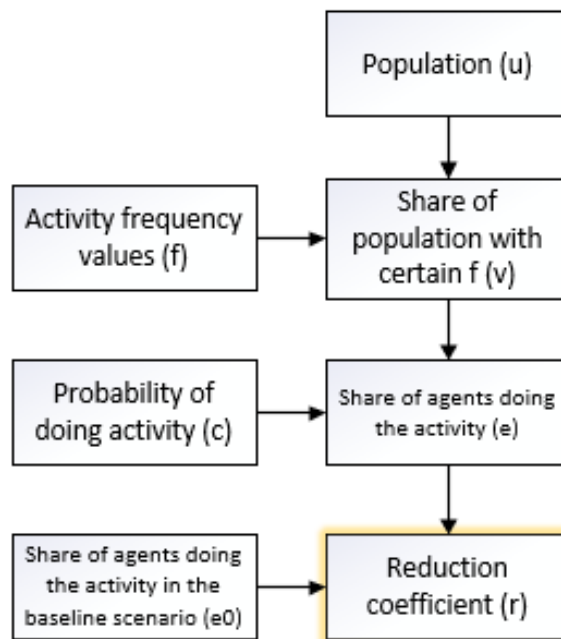 Population (u)
Activity frequency
values (f)
Share of
population with
certain f (v)
Probability of
doing activity (c)
Share of agents doing
the activity (e)
Share of agents doing
the activity in the
baseline scenario (e0)
Reduction
coefficient (r)